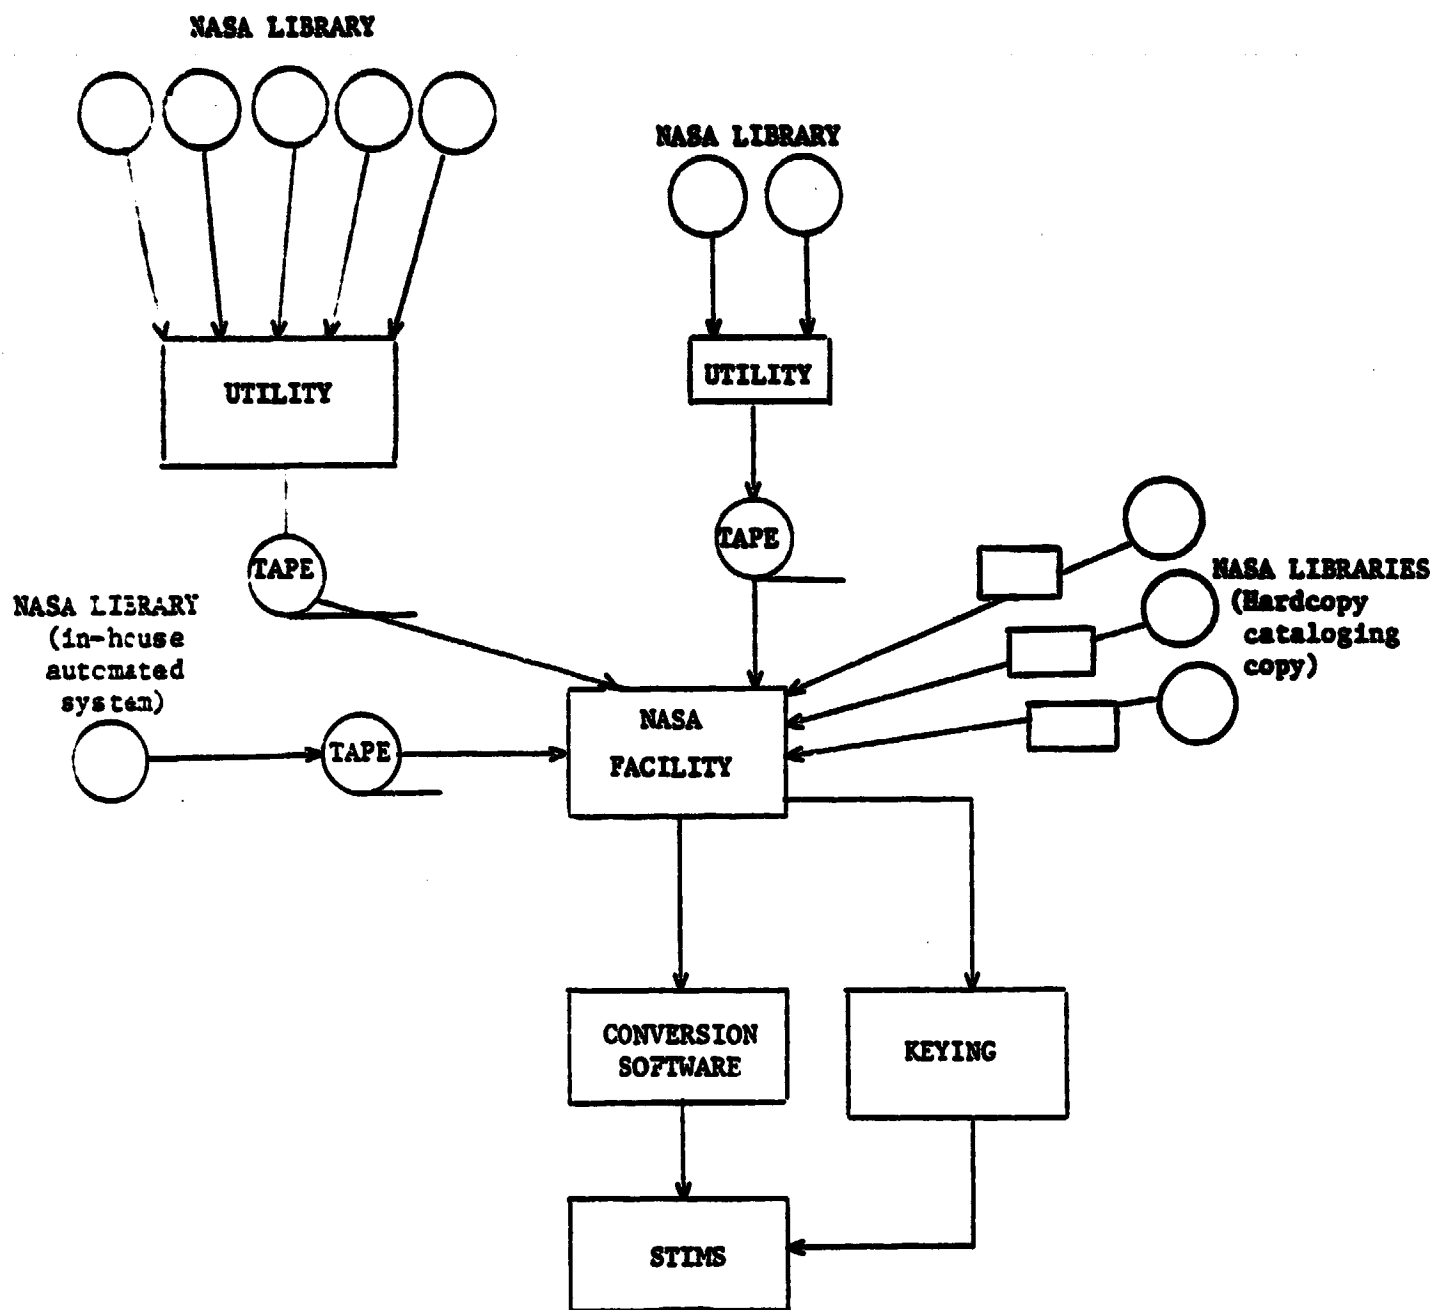 NASA LIBRARY
NASA LIBRARY
UTILITY
UTILITY
TAPE
TAPE
NASA LIBRARIES
(Hardcopy
cataloging
copy)
NASA LIBRARY
(in-house
automated
system)
TAPE
NASA
FACILITY
CONVERSION
SOFTWARE
KEYING
STIMS